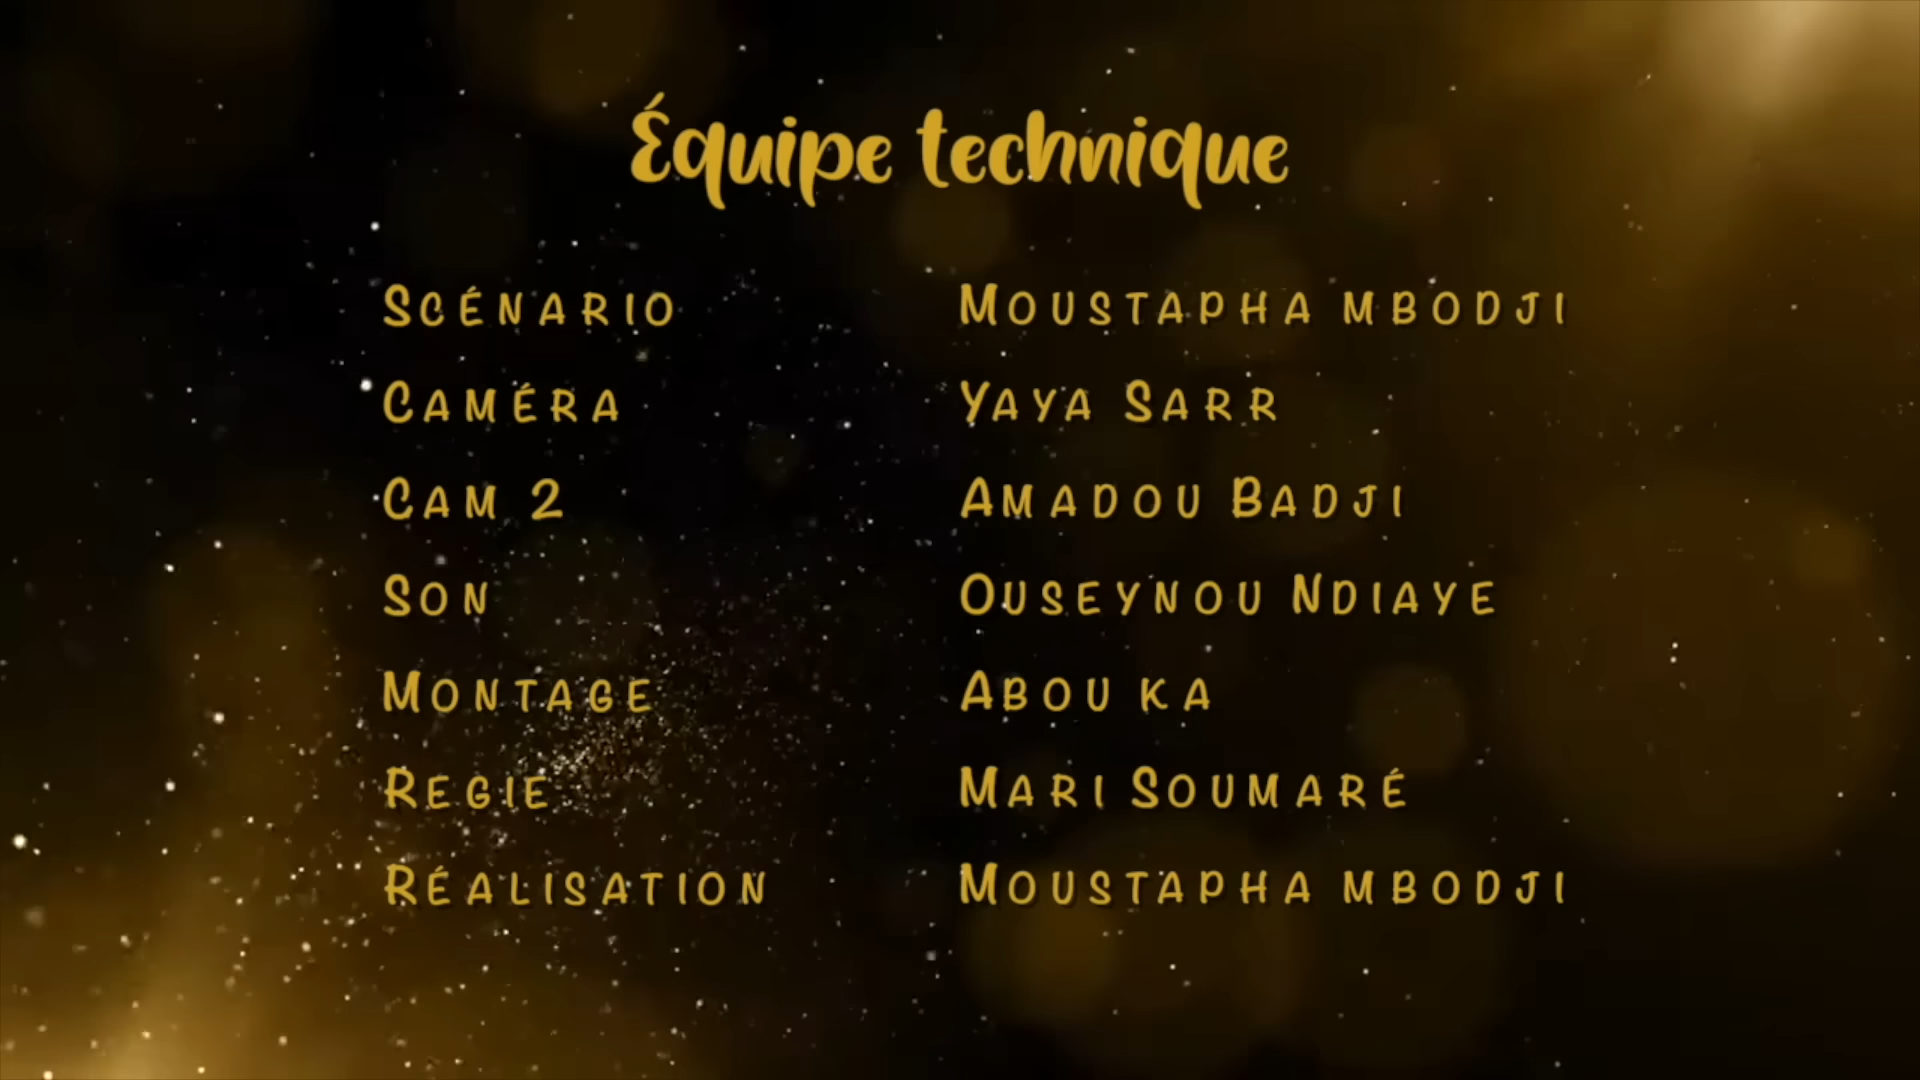 Équipe technique
Scénario Moustapha mbodji
Caméra Yaya Sarr
Cam 2 Amadou Badji
Son Ouseynou Ndiaye
Montage Abou ka
Regie Mari Soumaré
Réalisation Moustapha mbodji